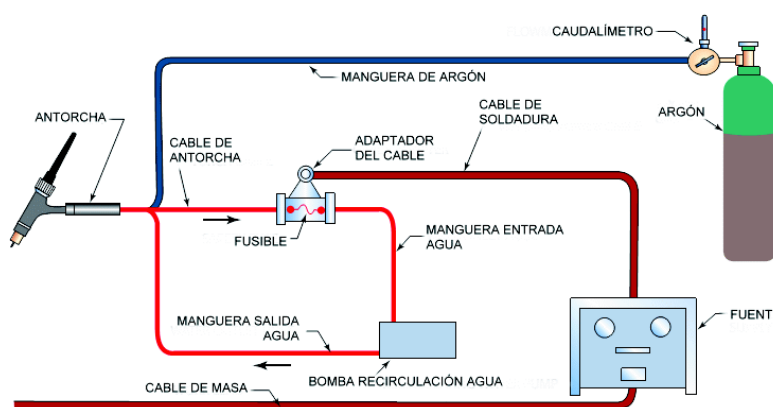 CAUDALÍMETRO
MANGUERA DE ARGÓN
ANTORCHA
CABLE DE
ANTORCHA
ADAPTADOR
DEL CABLE
CABLE DE
SOLDADURA
ARGÓN
FUSIBLE
MANGUERA ENTRADA
AGUA
MANGUERA SALIDA
AGUA
FUENT
BOMBA RECIRCULACIÓN AGUA
CABLE DE MASA